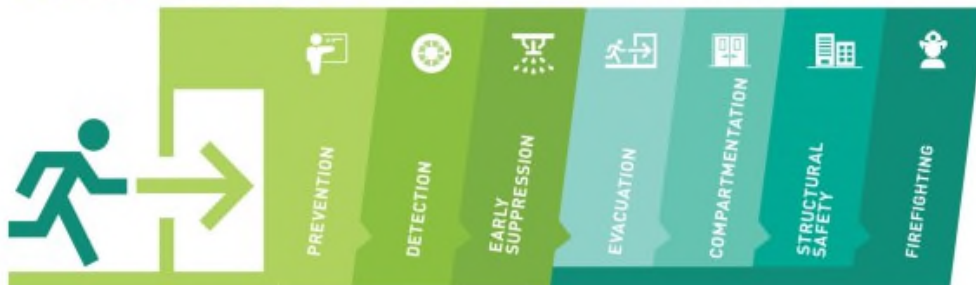 PREVENTION
DETECTION
EARLY
SUPPRESSION
EVACUATION
COMPARTMENTATION
STRUCTURAL
SAFETY
FIREFIGHTING